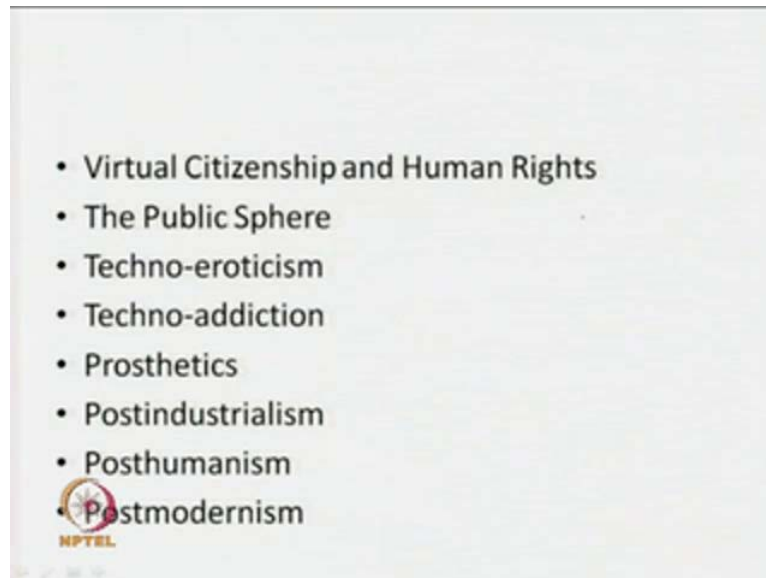 • Virtual Citizenship and Human Rights
• The Public Sphere
• Techno-eroticism
• Techno-addiction
• Prosthetics
• Postindustrialism
• Posthumanism
• Postmodernism
NPTEL